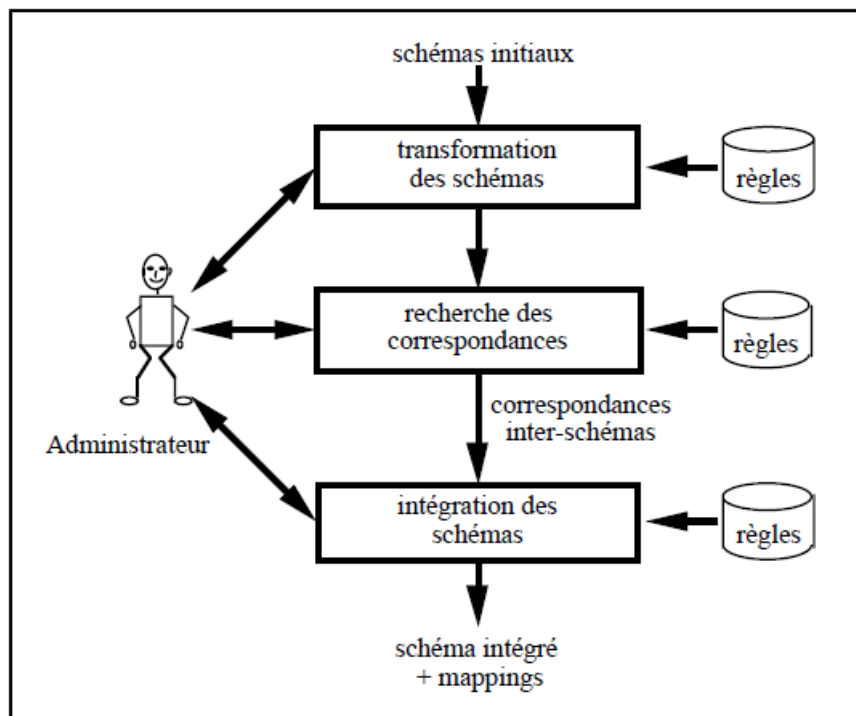 schémas initiaux
transformation
des schémas
règles
recherche des
correspondances
règles
correspondances
inter-schémas
Administrateur
intégration des
schémas
règles
schéma intégré
+ mappings